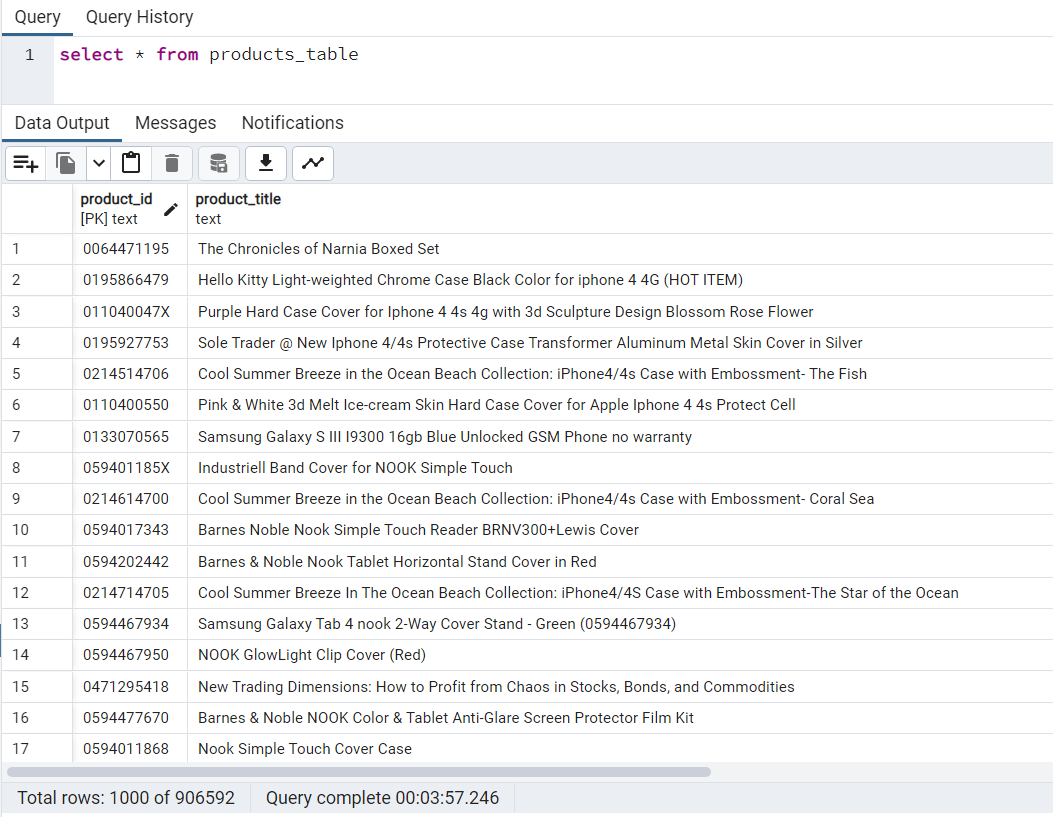 Query Query History
1 select * from products_table
Data Output Messages Notifications
product_id product_title
[PK] text text
1 0064471195 The Chronicles of Narnia Boxed Set
2 0195866479 Hello Kitty Light-weighted Chrome Case Black Color for iphone 4 4G (HOT ITEM)
3 011040047X Purple Hard Case Cover for Iphone 4 4s 4g with 3d Sculpture Design Blossom Rose Flower
4 0195927753 Sole Trader @ New Iphone 4/4s Protective Case Transformer Aluminum Metal Skin Cover in Silver
5 0214514706 Cool Summer Breeze in the Ocean Beach Collection: iPhone4/4s Case with Embossment- The Fish
6 0110400550 Pink & White 3d Melt Ice-cream Skin Hard Case Cover for Apple Iphone 4 4s Protect Cell
7 0133070565 Samsung Galaxy S III I9300 16gb Blue Unlocked GSM Phone no warranty
8 059401185X Industriell Band Cover for NOOK Simple Touch
9 0214614700 Cool Summer Breeze in the Ocean Beach Collection: iPhone4/4s Case with Embossment- Coral Sea
10 0594017343 Barnes Noble Nook Simple Touch Reader BRNV300+Lewis Cover
11 0594202442 Barnes & Noble Nook Tablet Horizontal Stand Cover in Red
12 0214714705 Cool Summer Breeze In The Ocean Beach Collection: iPhone4/4S Case with Embossment-The Star of the Ocean
13 0594467934 Samsung Galaxy Tab 4 nook 2-Way Cover Stand - Green (0594467934)
14 0594467950 NOOK GlowLight Clip Cover (Red)
15 0471295418 New Trading Dimensions: How to Profit from Chaos in Stocks, Bonds, and Commodities
16 0594477670 Barnes & Noble NOOK Color & Tablet Anti-Glare Screen Protector Film Kit
17 0594011868 Nook Simple Touch Cover Case
Total rows: 1000 of 906592 Query complete 00:03:57.246